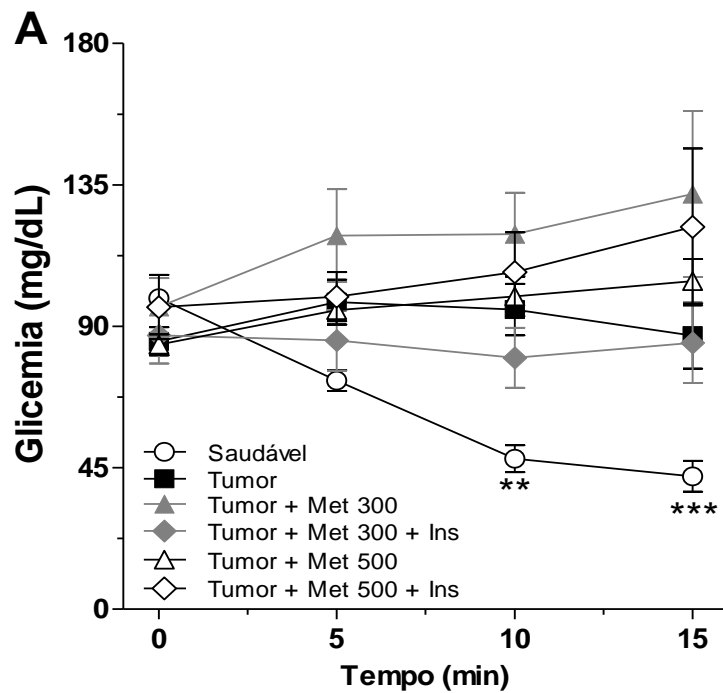 A
180
135
90
45
0
Glicemia (mg/dL)
Saudável
Tumor
Tumor + Met 300
Tumor + Met 300 + Ins
Tumor + Met 500
Tumor + Met 500 + Ins
**
***
0 5 10 15
Tempo (min)